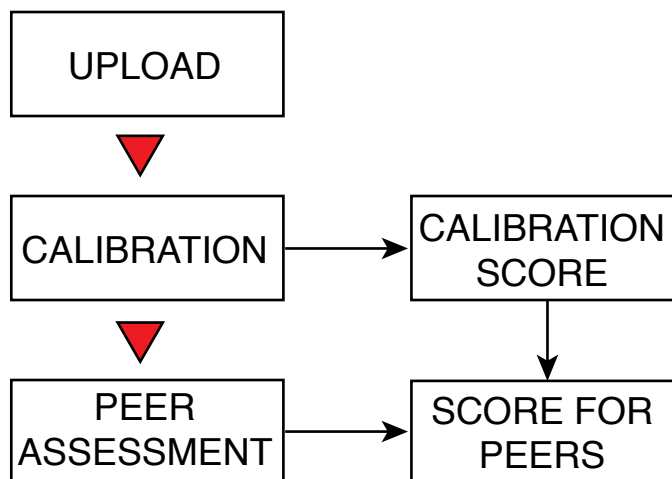 UPLOAD
CALIBRATION
CALIBRATION
SCORE
PEER
ASSESSMENT
SCORE FOR
PEERS